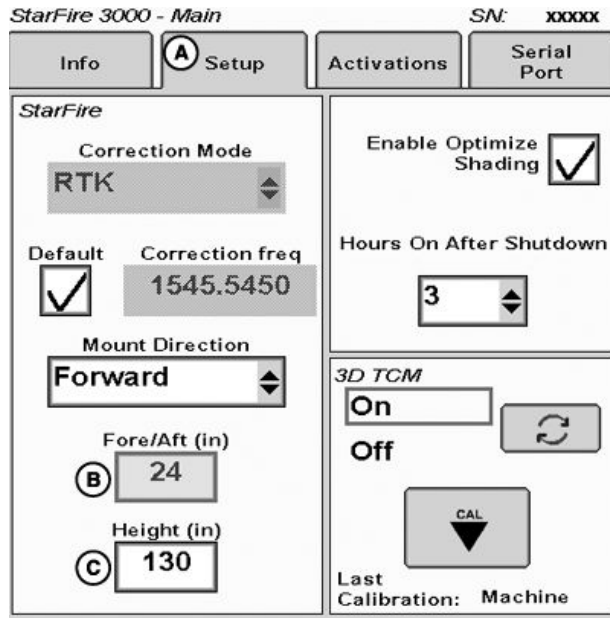 StarFire 3000 - Main SN: xxxxx
Info
A Setup
Activations
Serial
Port
StarFire
Correction Mode
RTK
Default Correction freq
1545.5450
Mount Direction
Forward
Fore/Aft (in)
B 24
Height (in)
C 130
Enable Optimize
Shading
Hours On After Shutdown
3
3D TCM
On
Off
CAL
Last
Calibration: Machine